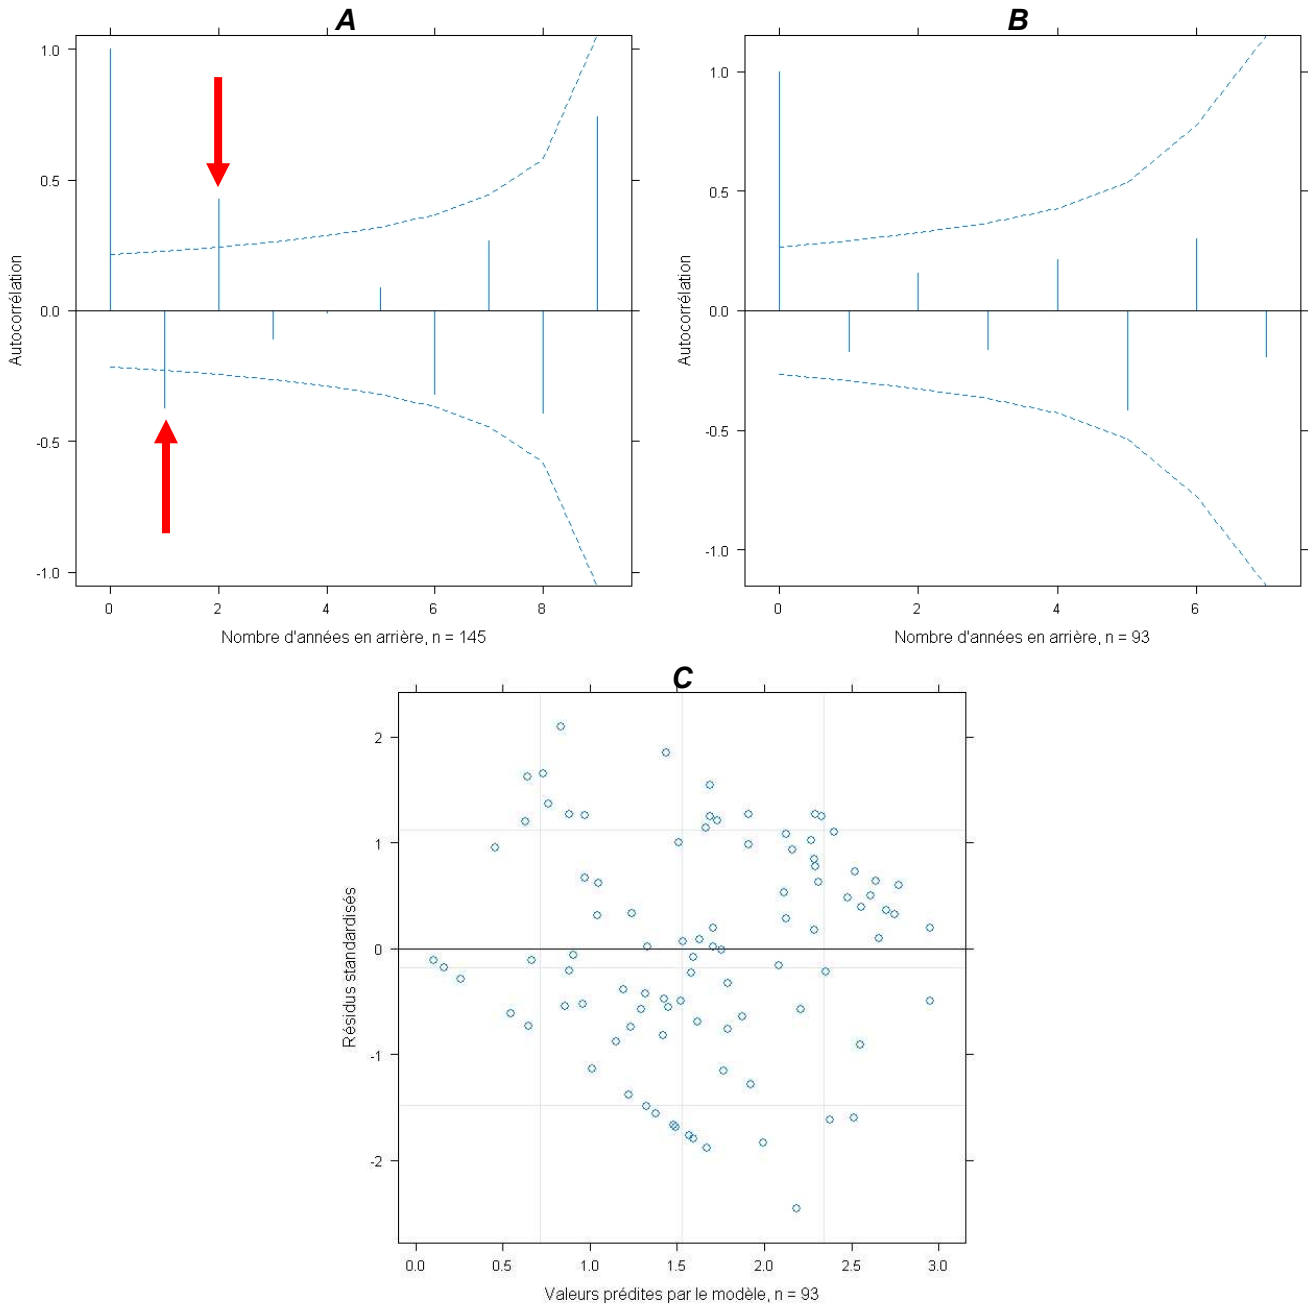 A
1.0
0.5
0.0
-0.5
-1.0
Autocorrélation
0 2 4 6 8
Nombre d'années en arrière, n = 145
B
1.0
0.5
0.0
-0.5
-1.0
Autocorrélation
0 2 4 6
Nombre d'années en arrière, n = 93
C
2
1
0
-1
-2
Résidus standardisés
0.0 0.5 1.0 1.5 2.0 2.5 3.0
Valeurs prédites par le modèle, n = 93